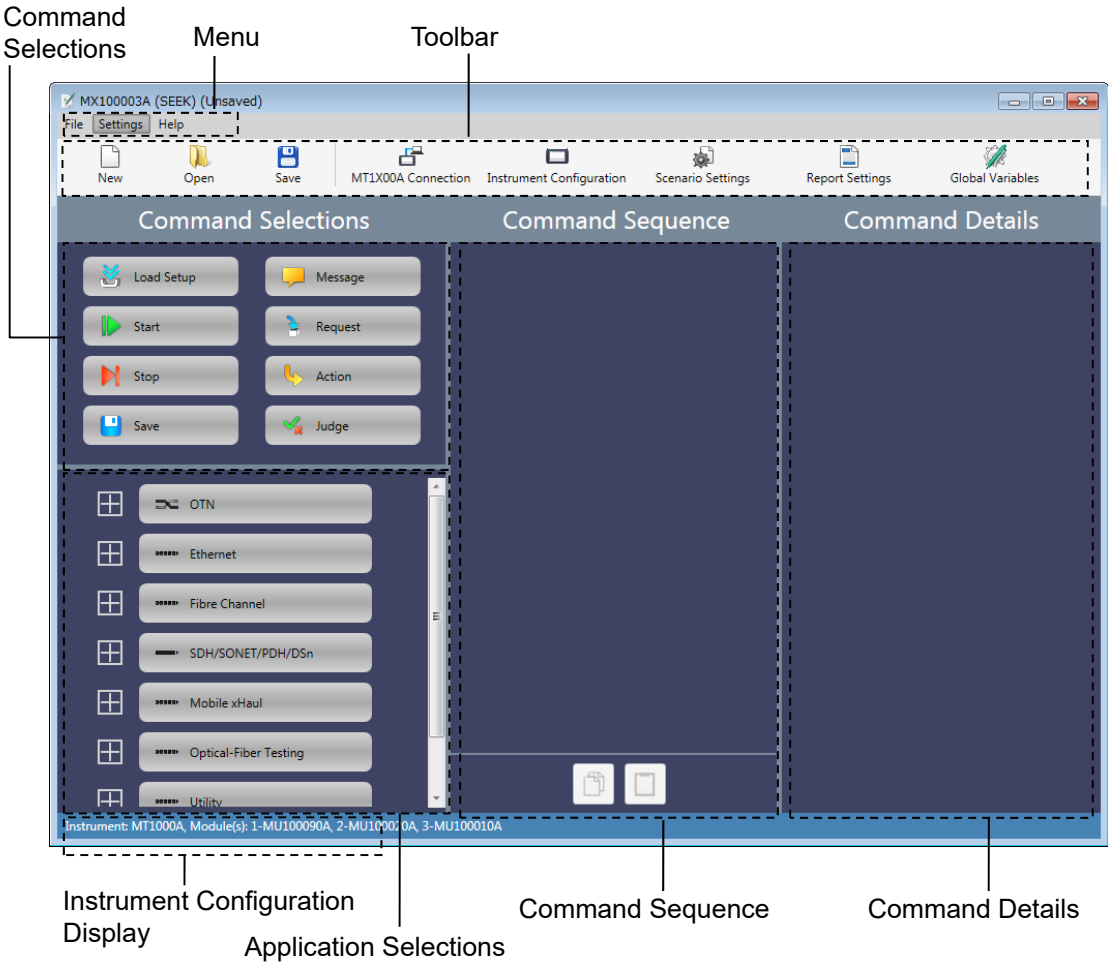 Command
Selections
Menu
Toolbar
MX100003A (SEEK) (Unsaved)
File Settings Help
New Open Save MT1X00A Connection Instrument Configuration Scenario Settings Report Settings Global Variables
Command Selections Command Sequence Command Details
Load Setup Message
Start Request
Stop Action
Save Judge
OTN
Ethernet
Fibre Channel
SDH/SONET/PDH/DSn
Mobile xHaul
Optical-Fiber Testing
Utility
Instrument: MT1000A, Module(s): 1-MU100090A, 2-MU100020A, 3-MU100010A
Instrument Configuration
Display
Application Selections
Command Sequence
Command Details